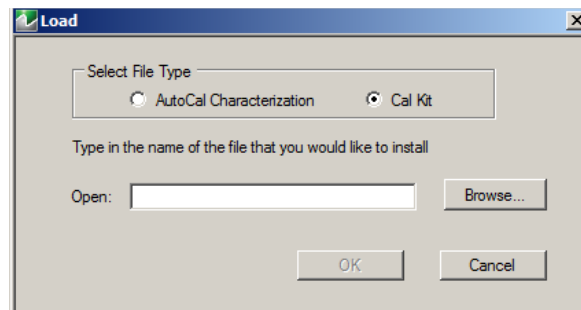 Load
Select File Type
AutoCal Characterization Cal Kit
Type in the name of the file that you would like to install
Open: Browse...
OK Cancel